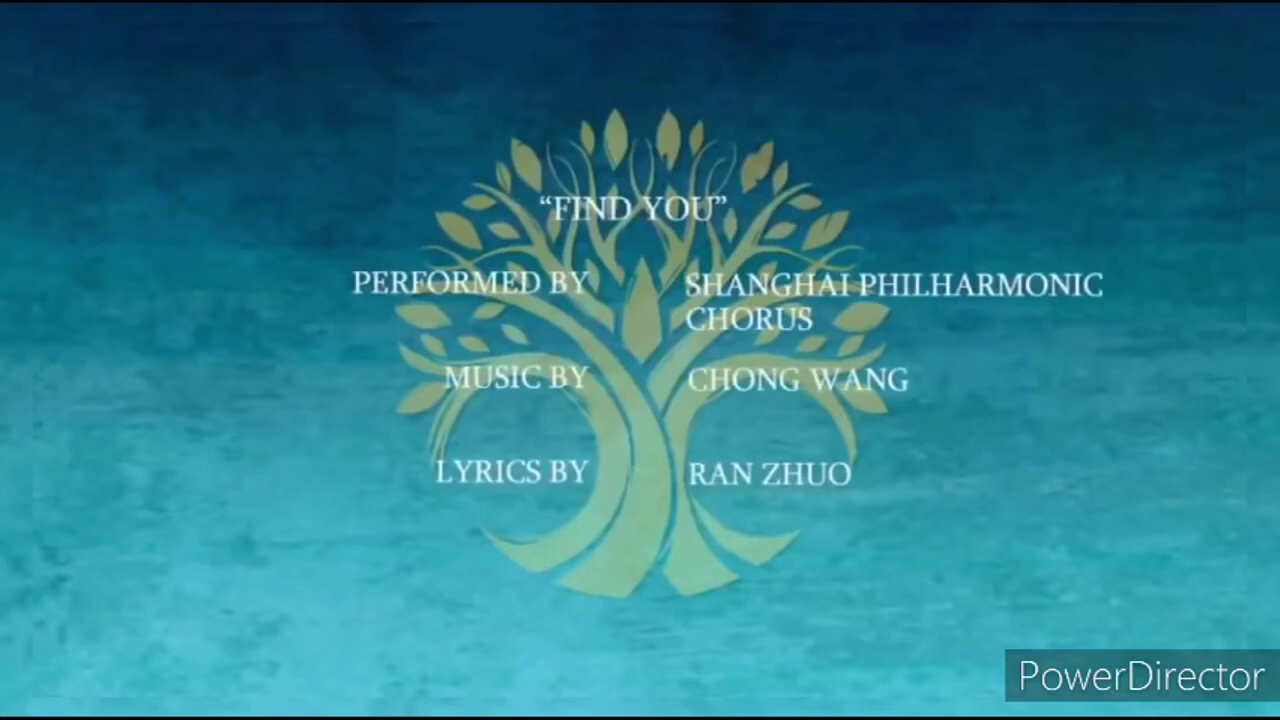 “FIND YOU”
PERFORMED BY SHANGHAI PHILHARMONIC
CHORUS
MUSIC BY CHONG WANG
LYRICS BY RAN ZHUO
PowerDirector